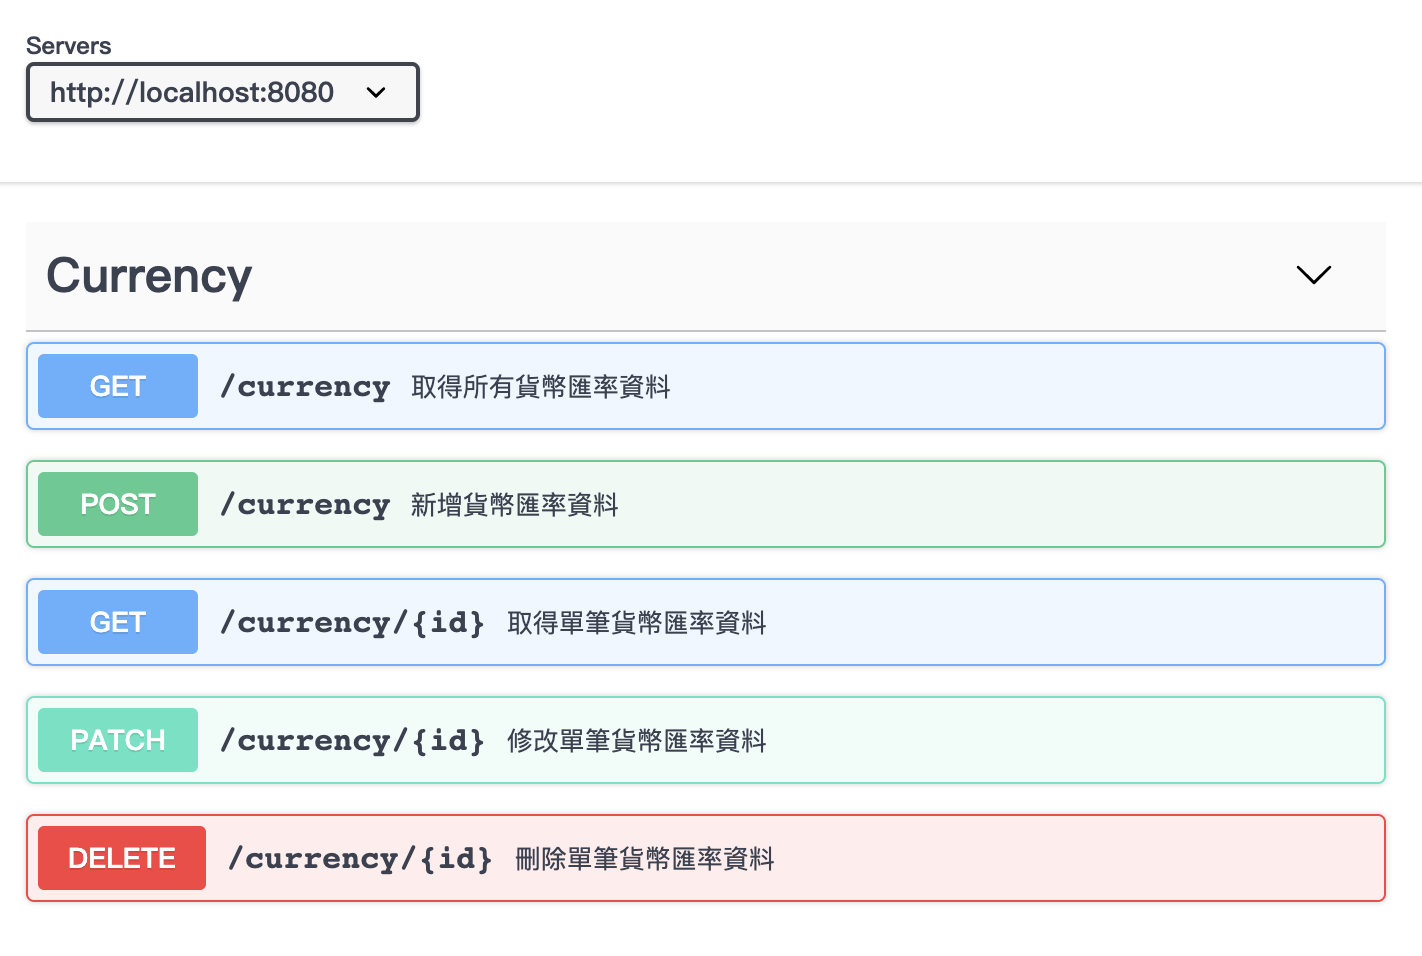 Servers
http://localhost:8080
Currency
GET /currency 取得所有貨幣匯率資料
POST /currency 新增貨幣匯率資料
GET /currency/{id} 取得單筆貨幣匯率資料
PATCH /currency/{id} 修改單筆貨幣匯率資料
DELETE /currency/{id} 刪除單筆貨幣匯率資料